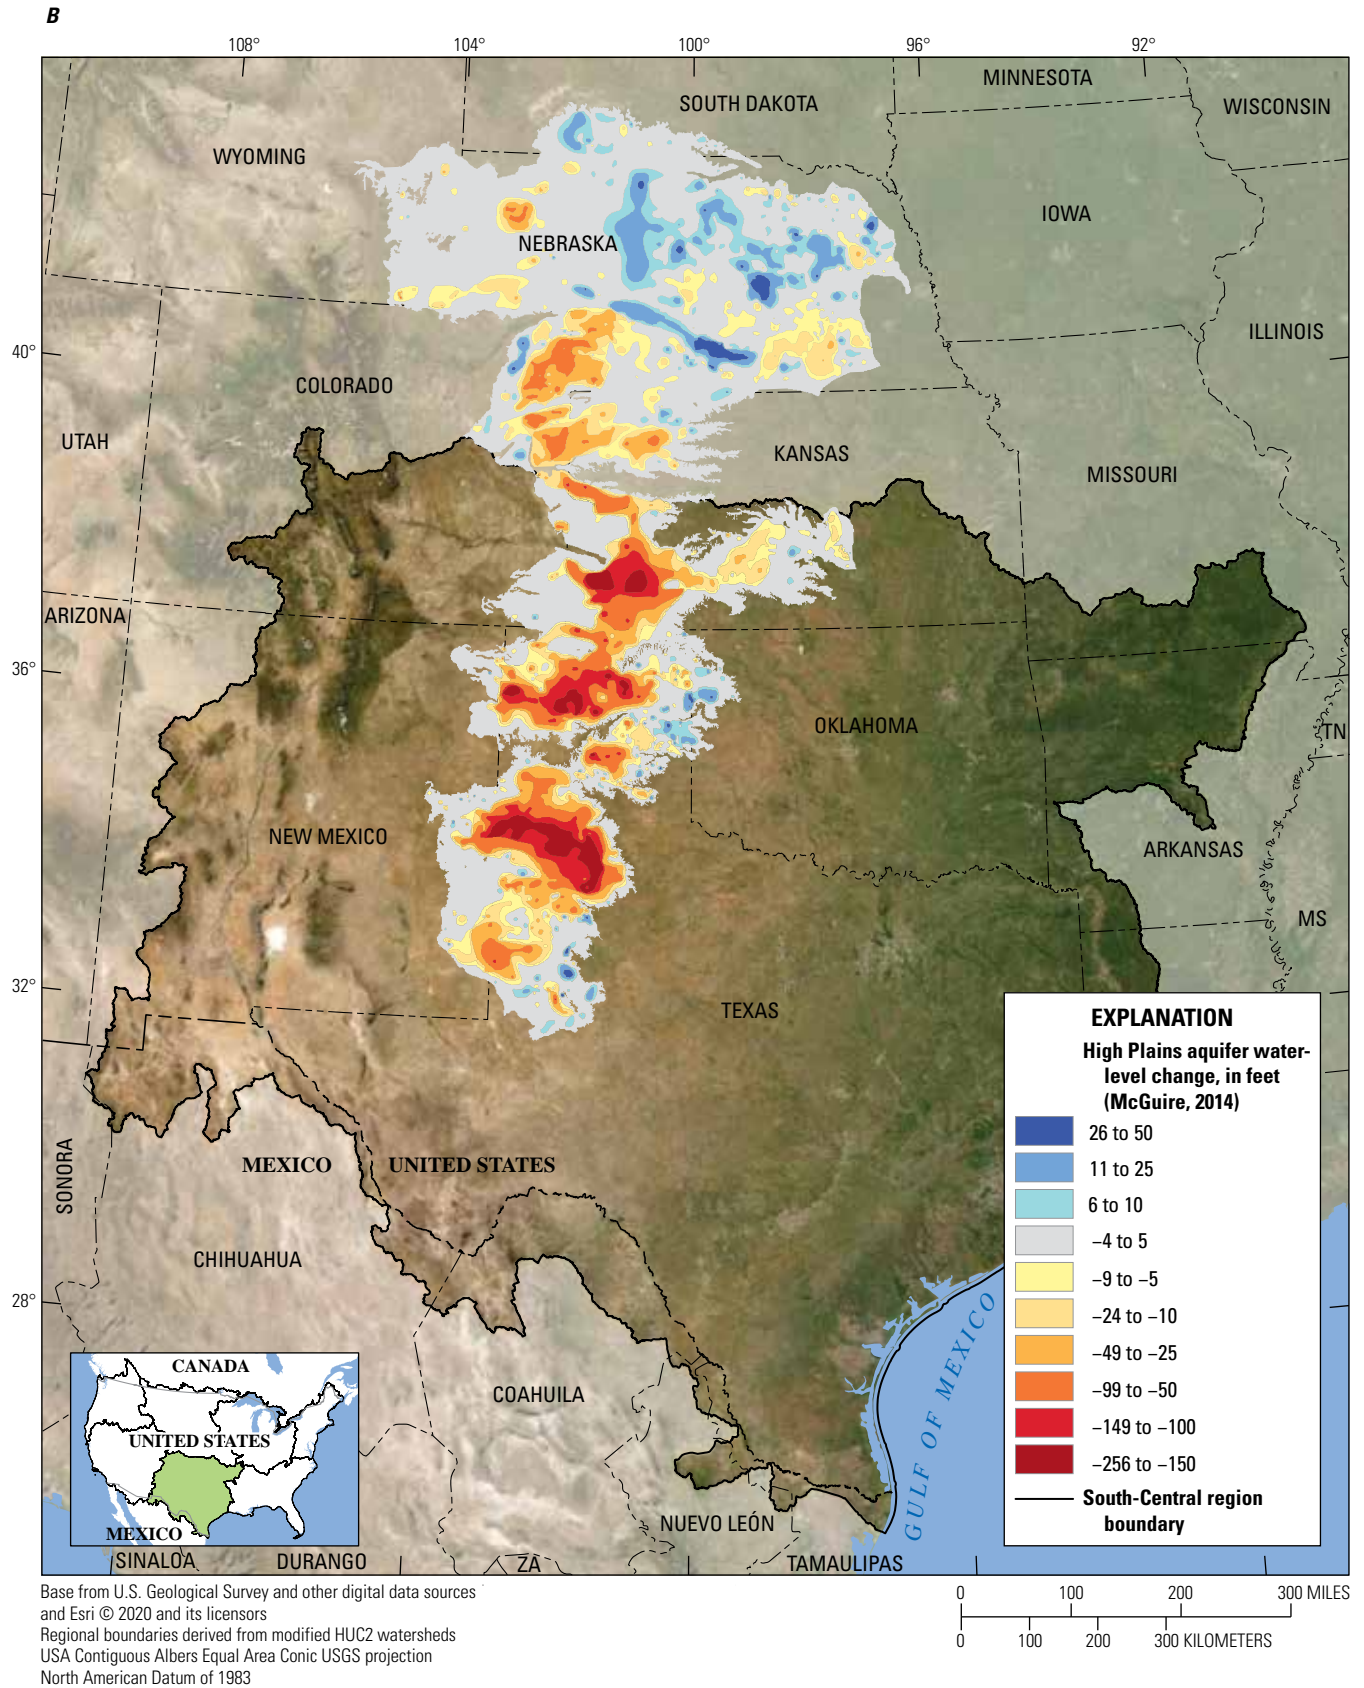 B
108°
104°
100°
96°
92°
MINNESOTA
SOUTH DAKOTA
WISCONSIN
WYOMING
IOWA
NEBRASKA
ILLINOIS
40°
COLORADO
UTAH
KANSAS
MISSOURI
ARIZONA
36°
OKLAHOMA
TN
NEW MEXICO
ARKANSAS
MS
32°
TEXAS
EXPLANATION
High Plains aquifer water-
level change, in feet
(McGuire, 2014)
26 to 50
11 to 25
6 to 10
−4 to 5
−9 to −5
−24 to −10
−49 to −25
−99 to −50
−149 to −100
−256 to −150
South-Central region
boundary
SONORA
MEXICO
UNITED STATES
CHIHUAHUA
28°
GULF OF MEXICO
COAHUILA
CANADA
UNITED STATES
MEXICO
NUEVO LEÓN
SINALOA
DURANGO
ZA
TAMAULIPAS
Base from U.S. Geological Survey and other digital data sources
and Esri © 2020 and its licensors
Regional boundaries derived from modified HUC2 watersheds
USA Contiguous Albers Equal Area Conic USGS projection
North American Datum of 1983
0 100 200 300 MILES
0 100 200 300 KILOMETERS